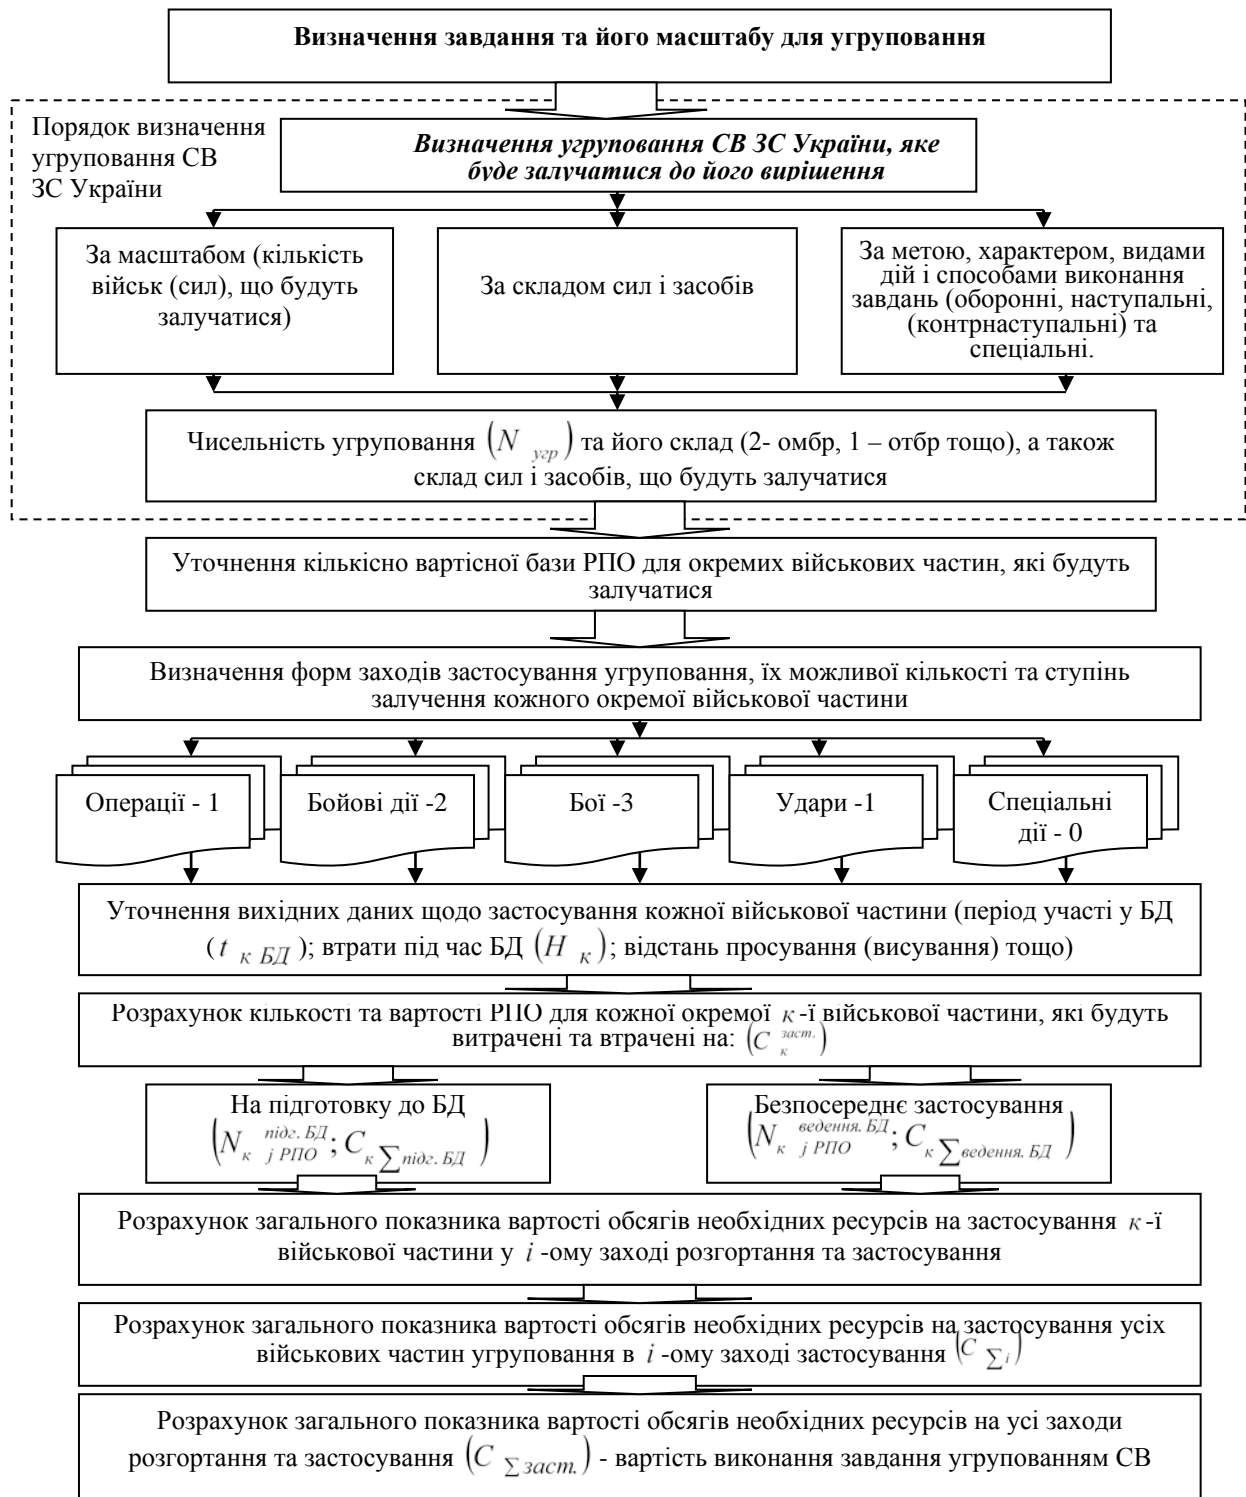 Визначення завдання та його масштабу для угруповання
Порядок визначення
угруповання СВ
ЗС України
Визначення угруповання СВ ЗС України, яке
буде залучатися до його вирішення
За масштабом (кількість
військ (сил), що будуть
залучатися)
За складом сил і засобів
За метою, характером, видами
дій і способами виконання
завдань (оборонні, наступальні,
(контрнаступальні) та
спеціальні.
Чисельність угруповання (N угр) та його склад (2- омбр, 1 – отбр тощо), а також
склад сил і засобів, що будуть залучатися
Уточнення кількісно вартісної бази РПО для окремих військових частин, які будуть
залучатися
Визначення форм заходів застосування угруповання, їх можливої кількості та ступінь
залучення кожного окремої військової частини
Операції - 1
Бойові дії -2
Бої -3
Удари -1
Спеціальні
дії - 0
Уточнення вихідних даних щодо застосування кожної військової частини (період участі у БД
(t к БД); втрати під час БД (Н к); відстань просування (висування) тощо)
Розрахунок кількості та вартості РПО для кожної окремої к-ї військової частини, які будуть
витрачені та втрачені на: (С к заст.)
На підготовку до БД
(N к j РПО підг. БД; С к ∑ підг. БД)
Безпосереднє застосування
(N к j РПО ведення. БД; С к ∑ ведення. БД)
Розрахунок загального показника вартості обсягів необхідних ресурсів на застосування к-ї
військової частини у i -ому заході розгортання та застосування
Розрахунок загального показника вартості обсягів необхідних ресурсів на застосування усіх
військових частин угруповання в i -ому заході застосування (С ∑ i)
Розрахунок загального показника вартості обсягів необхідних ресурсів на усі заходи
розгортання та застосування (С ∑ заст.) - вартість виконання завдання угрупованням СВ